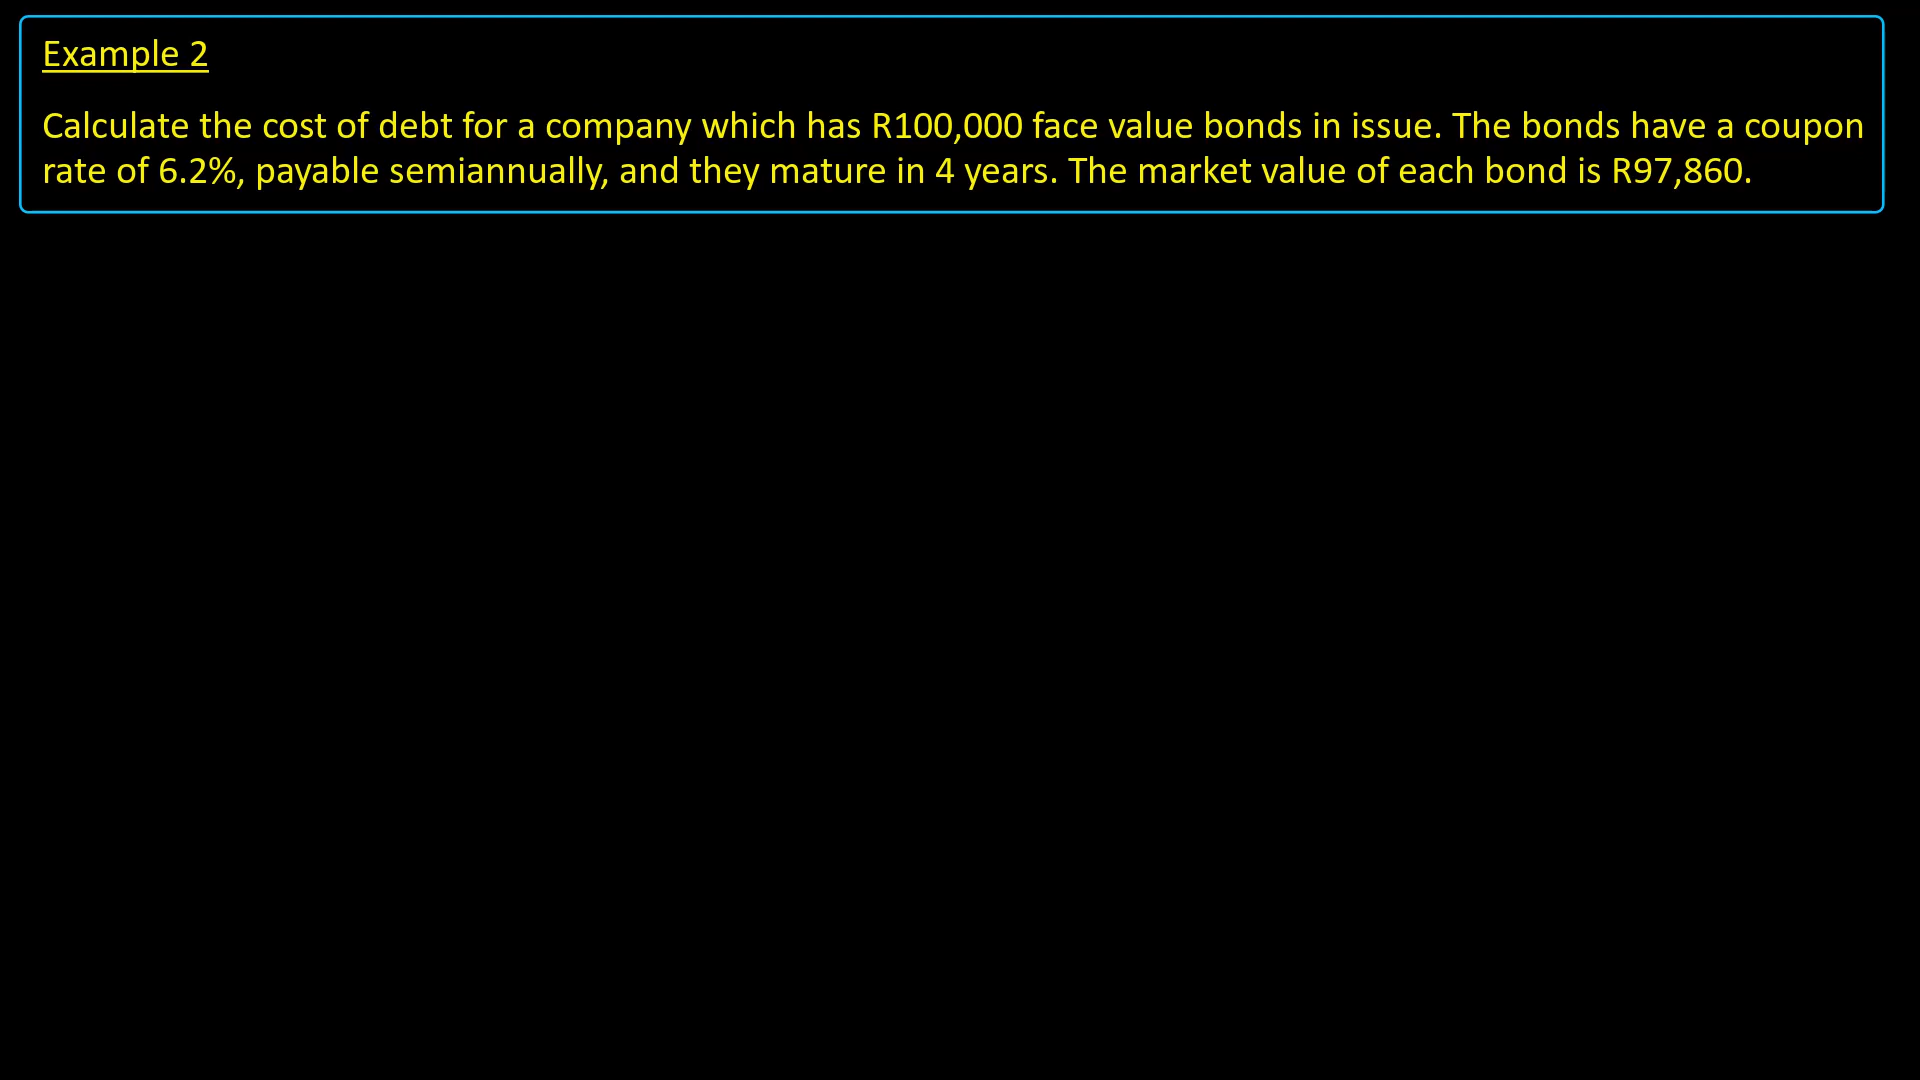 Example 2
Calculate the cost of debt for a company which has R100,000 face value bonds in issue. The bonds have a coupon
rate of 6.2%, payable semiannually, and they mature in 4 years. The market value of each bond is R97,860.